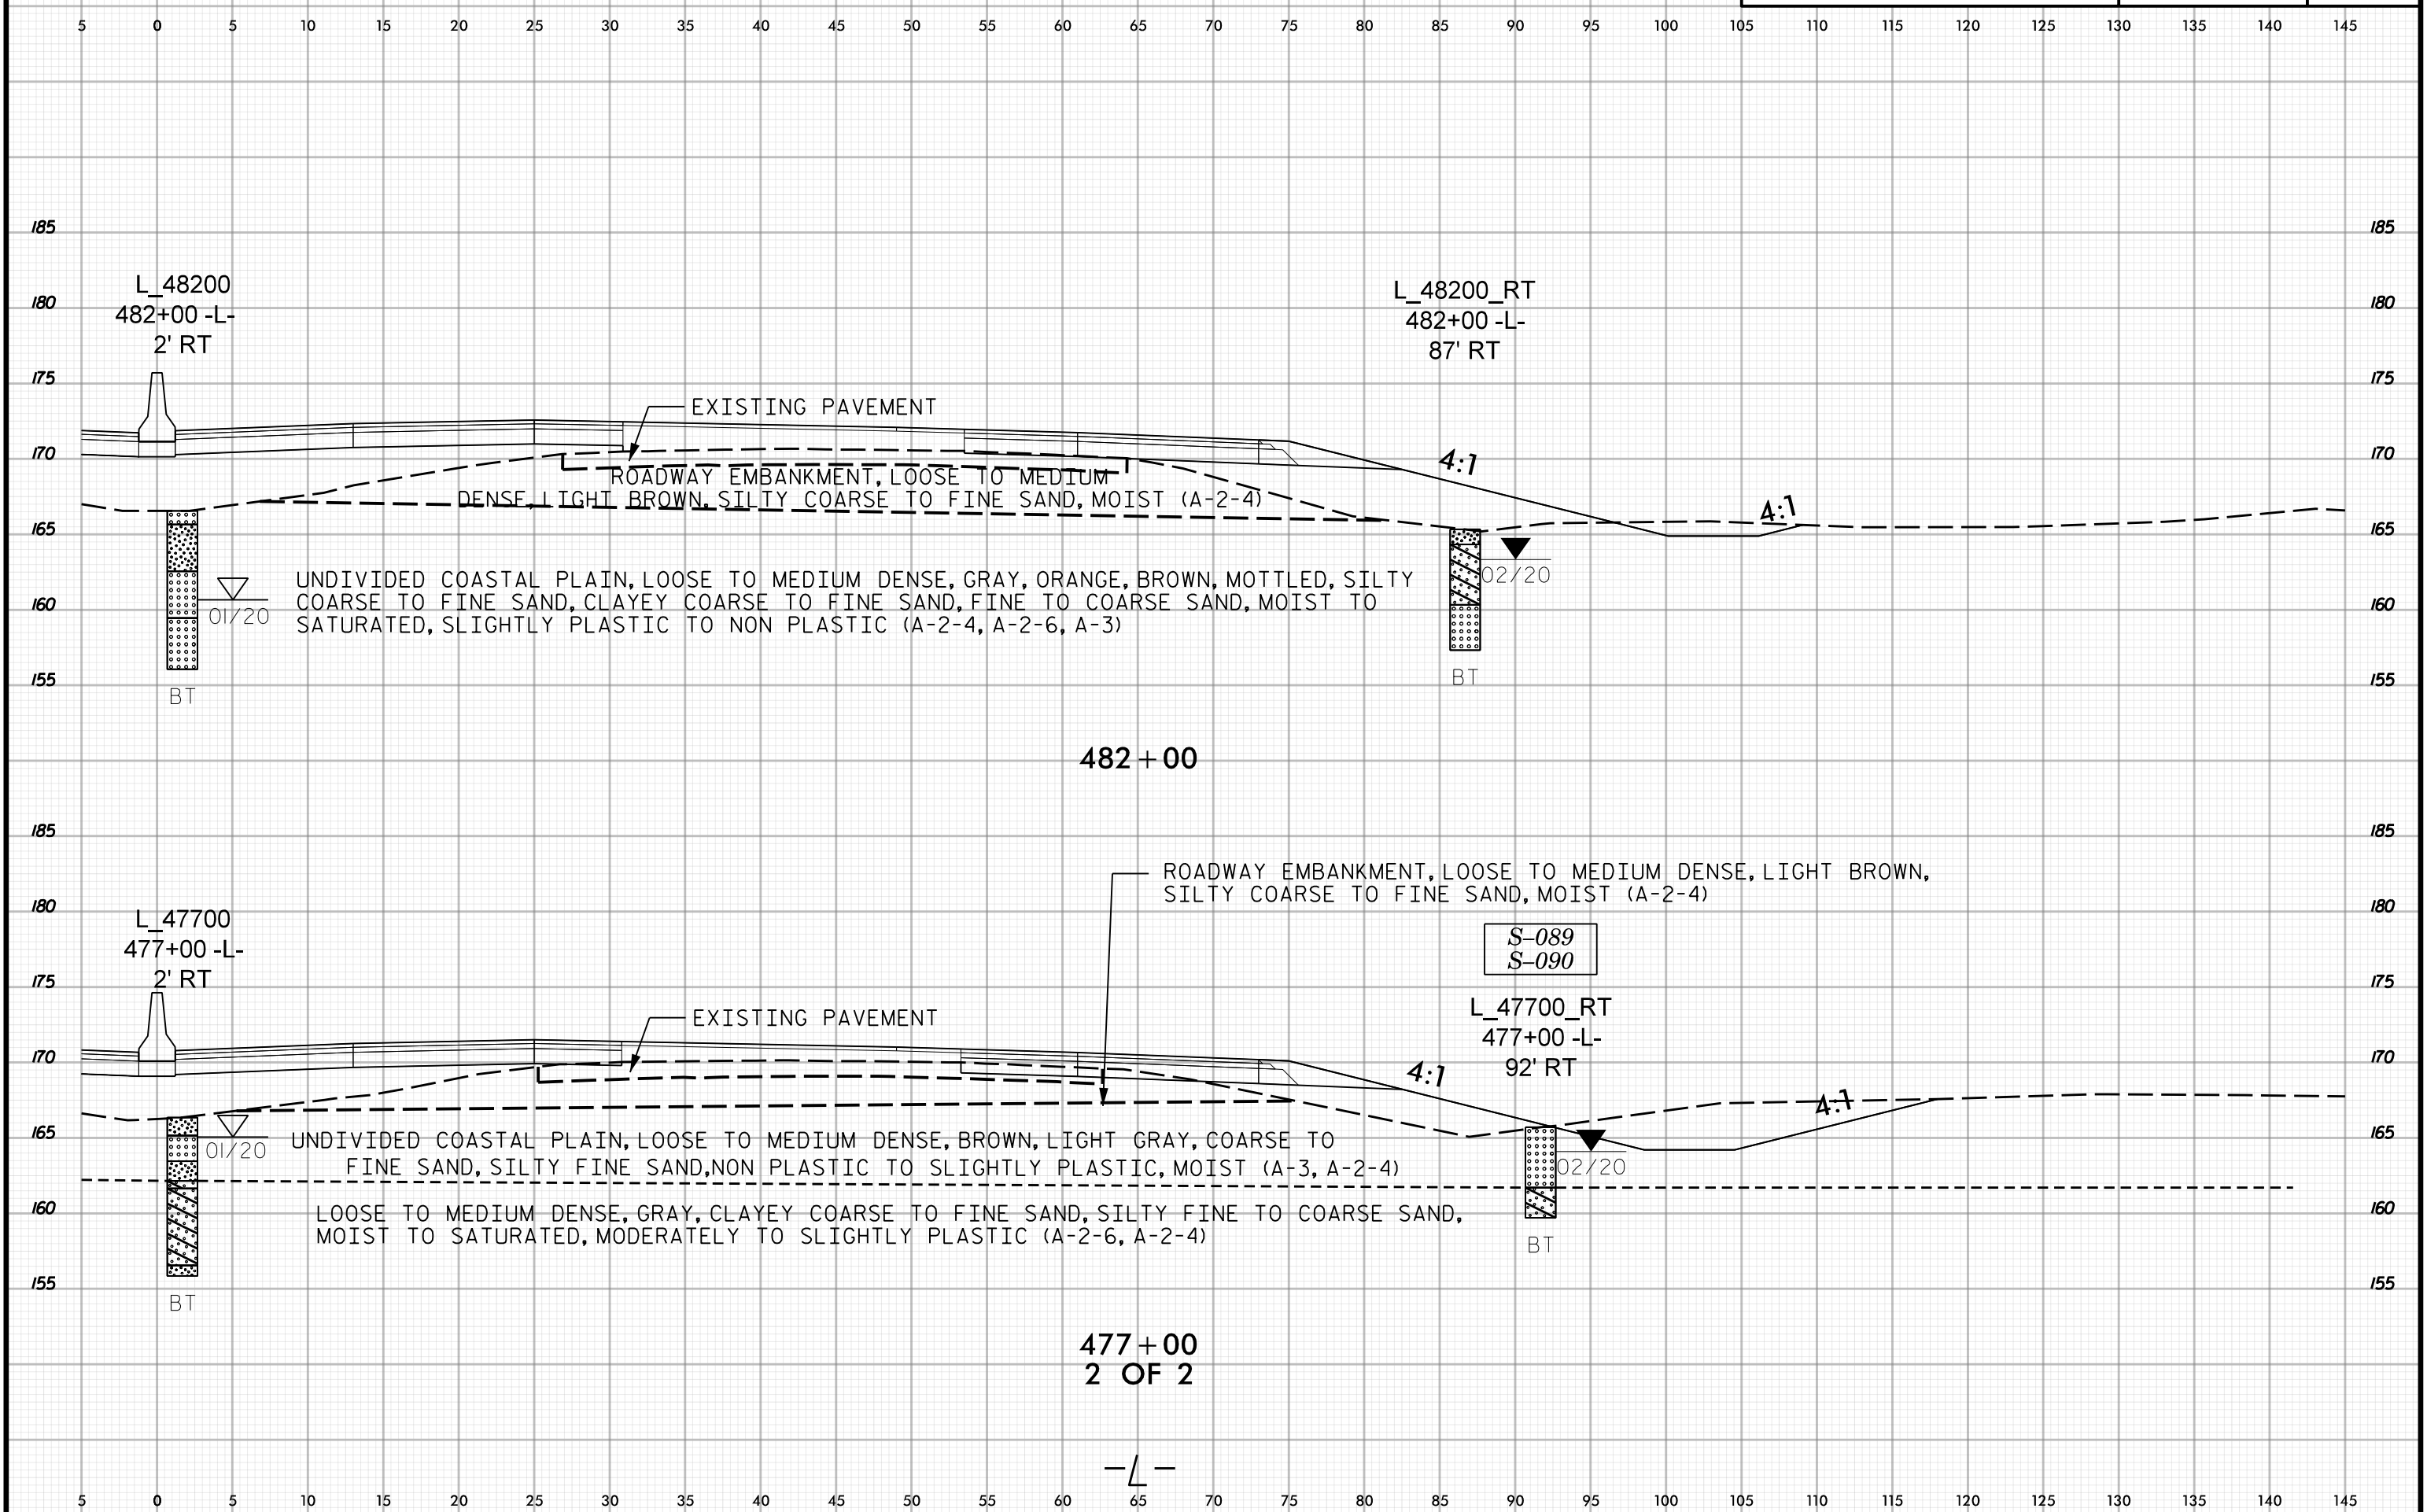 5 0 5 10 15 20 25 30 35 40 45 50 55 60 65 70 75 80 85 90 95 100 105 110 115 120 125 130 135 140 145
185 185
L_48200
482+00 -L-
2' RT
L_48200_RT
482+00 -L-
87' RT
180 180
175 175
EXISTING PAVEMENT
170 170
4:1
ROADWAY EMBANKMENT, LOOSE TO MEDIUM
DENSE, LIGHT BROWN, SILTY COARSE TO FINE SAND, MOIST (A-2-4)
4:1
165 165
02/20
UNDIVIDED COASTAL PLAIN, LOOSE TO MEDIUM DENSE, GRAY, ORANGE, BROWN, MOTTLED, SILTY
COARSE TO FINE SAND, CLAYEY COARSE TO FINE SAND, FINE TO COARSE SAND, MOIST TO
SATURATED, SLIGHTLY PLASTIC TO NON PLASTIC (A-2-4, A-2-6, A-3)
160 160
01/20
155 155
BT
BT
482+00
185 185
ROADWAY EMBANKMENT, LOOSE TO MEDIUM DENSE, LIGHT BROWN,
SILTY COARSE TO FINE SAND, MOIST (A-2-4)
180 180
L_47700
477+00 -L-
2' RT
S-089
S-090
175 175
L_47700_RT
477+00 -L-
92' RT
EXISTING PAVEMENT
170 170
4:1
4:1
165 165
01/20
UNDIVIDED COASTAL PLAIN, LOOSE TO MEDIUM DENSE, BROWN, LIGHT GRAY, COARSE TO
FINE SAND, SILTY FINE SAND, NON PLASTIC TO SLIGHTLY PLASTIC, MOIST (A-3, A-2-4)
02/20
160 160
LOOSE TO MEDIUM DENSE, GRAY, CLAYEY COARSE TO FINE SAND, SILTY FINE TO COARSE SAND,
MOIST TO SATURATED, MODERATELY TO SLIGHTLY PLASTIC (A-2-6, A-2-4)
BT
155 155
BT
477+00
2 OF 2
-L-
5 0 5 10 15 20 25 30 35 40 45 50 55 60 65 70 75 80 85 90 95 100 105 110 115 120 125 130 135 140 145